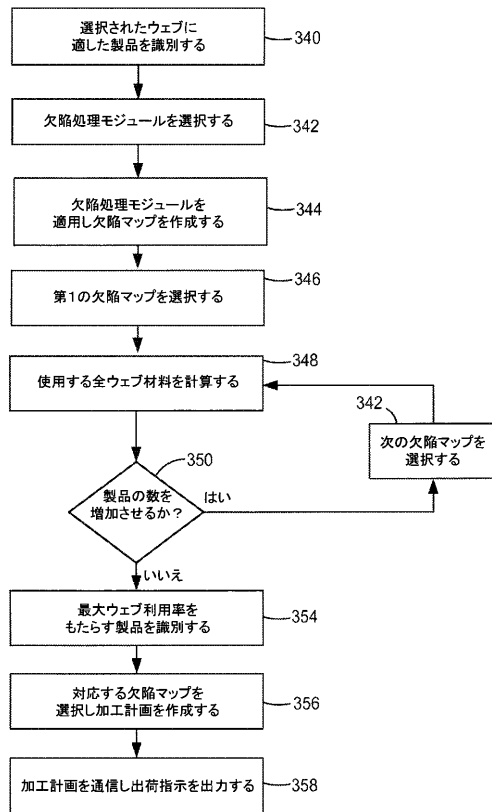 選択されたウェブに
適した製品を識別する
340
欠陥処理モジュールを選択する
342
欠陥処理モジュールを
適用し欠陥マップを作成する
344
第1の欠陥マップを選択する
346
使用する全ウェブ材料を計算する
348
342
次の欠陥マップを
選択する
350
製品の数を
増加させるか？
はい
いいえ
最大ウェブ利用率を
もたらす製品を識別する
354
対応する欠陥マップを
選択し加工計画を作成する
356
加工計画を通信し出荷指示を出力する
358